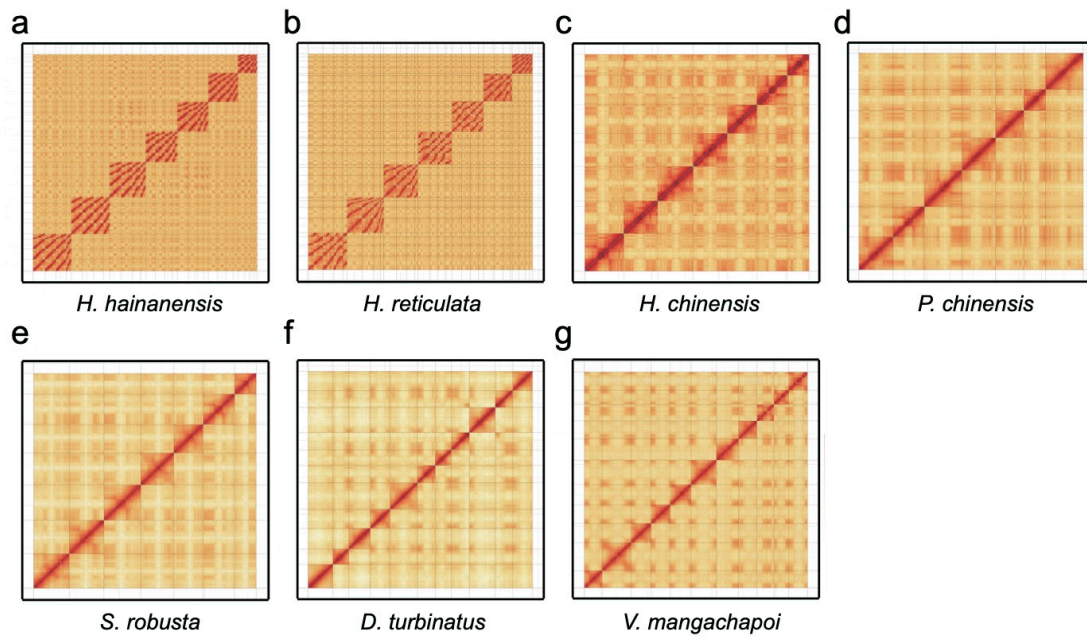 a b c d
H. hainanensis H. reticulata H. chinensis P. chinensis
e f g
S. robusta D. turbinatus V. mangachapoi